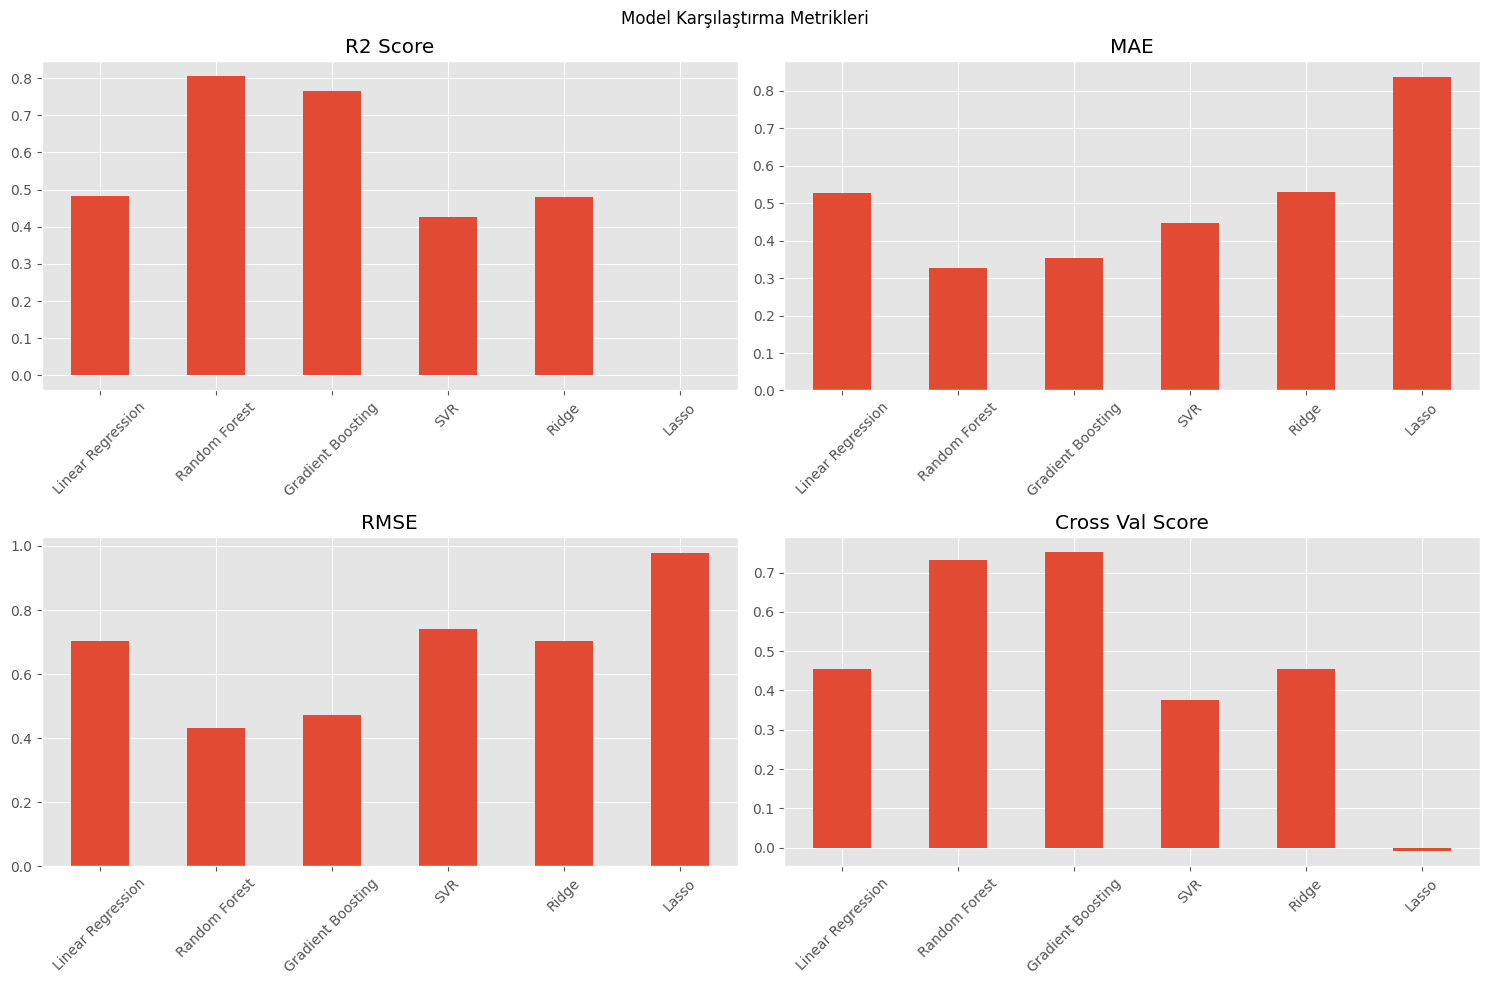 Model Karşılaştırma Metrikleri
R2 Score
0.8
0.7
0.6
0.5
0.4
0.3
0.2
0.1
0.0
Linear Regression
Random Forest
Gradient Boosting
SVR
Ridge
Lasso
MAE
0.8
0.7
0.6
0.5
0.4
0.3
0.2
0.1
0.0
Linear Regression
Random Forest
Gradient Boosting
SVR
Ridge
Lasso
RMSE
1.0
0.8
0.6
0.4
0.2
0.0
Linear Regression
Random Forest
Gradient Boosting
SVR
Ridge
Lasso
Cross Val Score
0.7
0.6
0.5
0.4
0.3
0.2
0.1
0.0
Linear Regression
Random Forest
Gradient Boosting
SVR
Ridge
Lasso